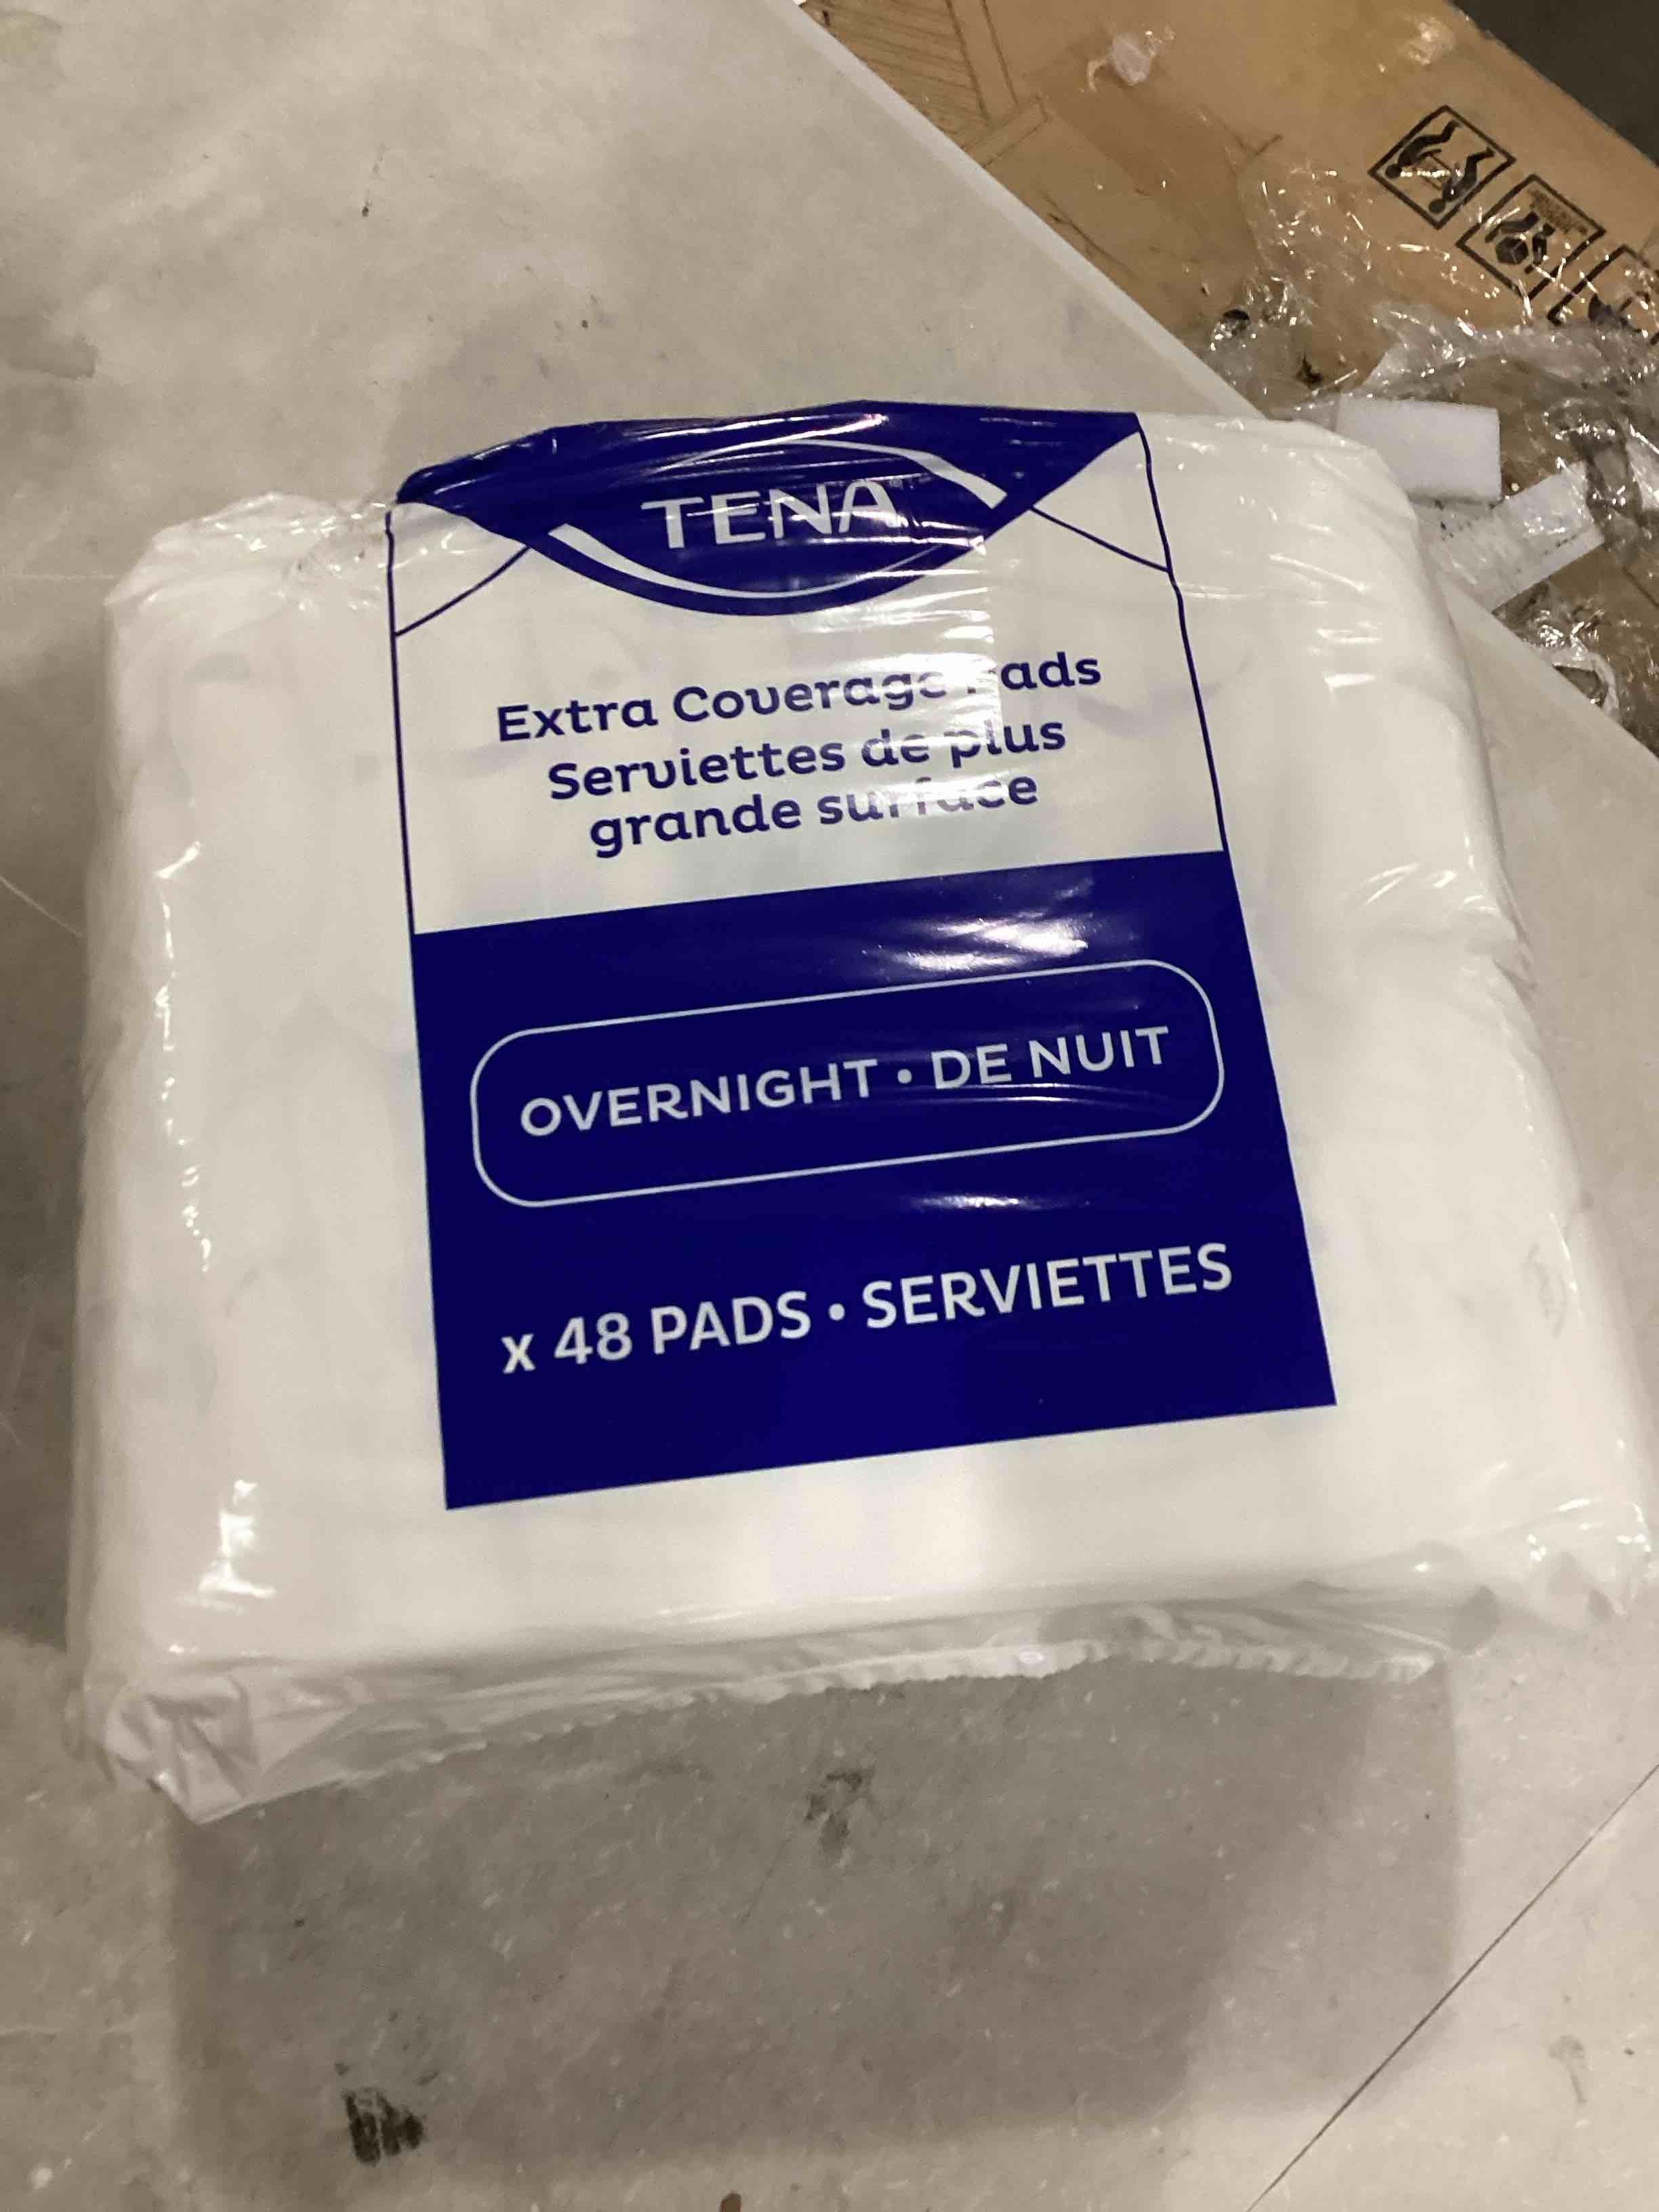 TENA
Extra Coverage Pads
Serviettes de plus
grande surface
OVERNIGHT • DE NUIT
x 48 PADS • SERVIETTES